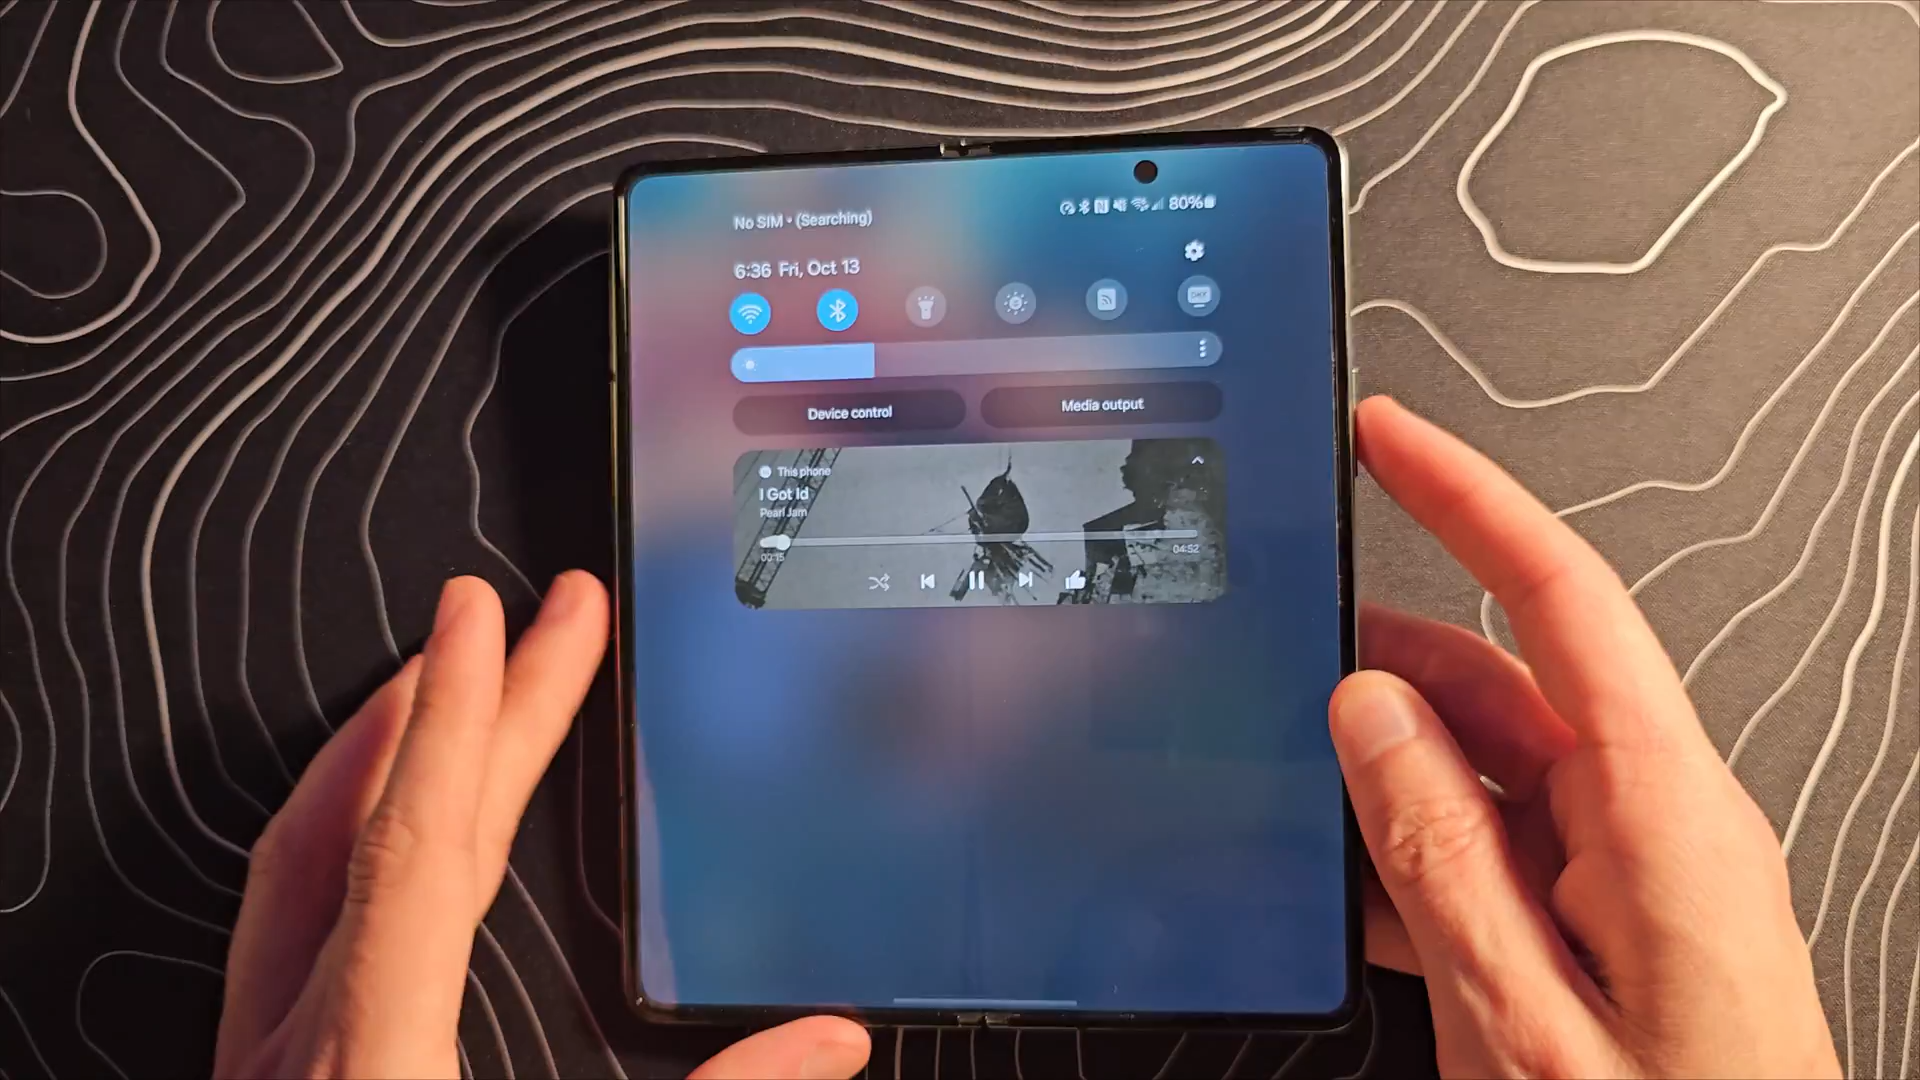 No SIM • (Searching)
80%
6:36 Fri, Oct 13
DeX
Device control
Media output
This phone
I Got Id
Pearl Jam
00:15
04:52